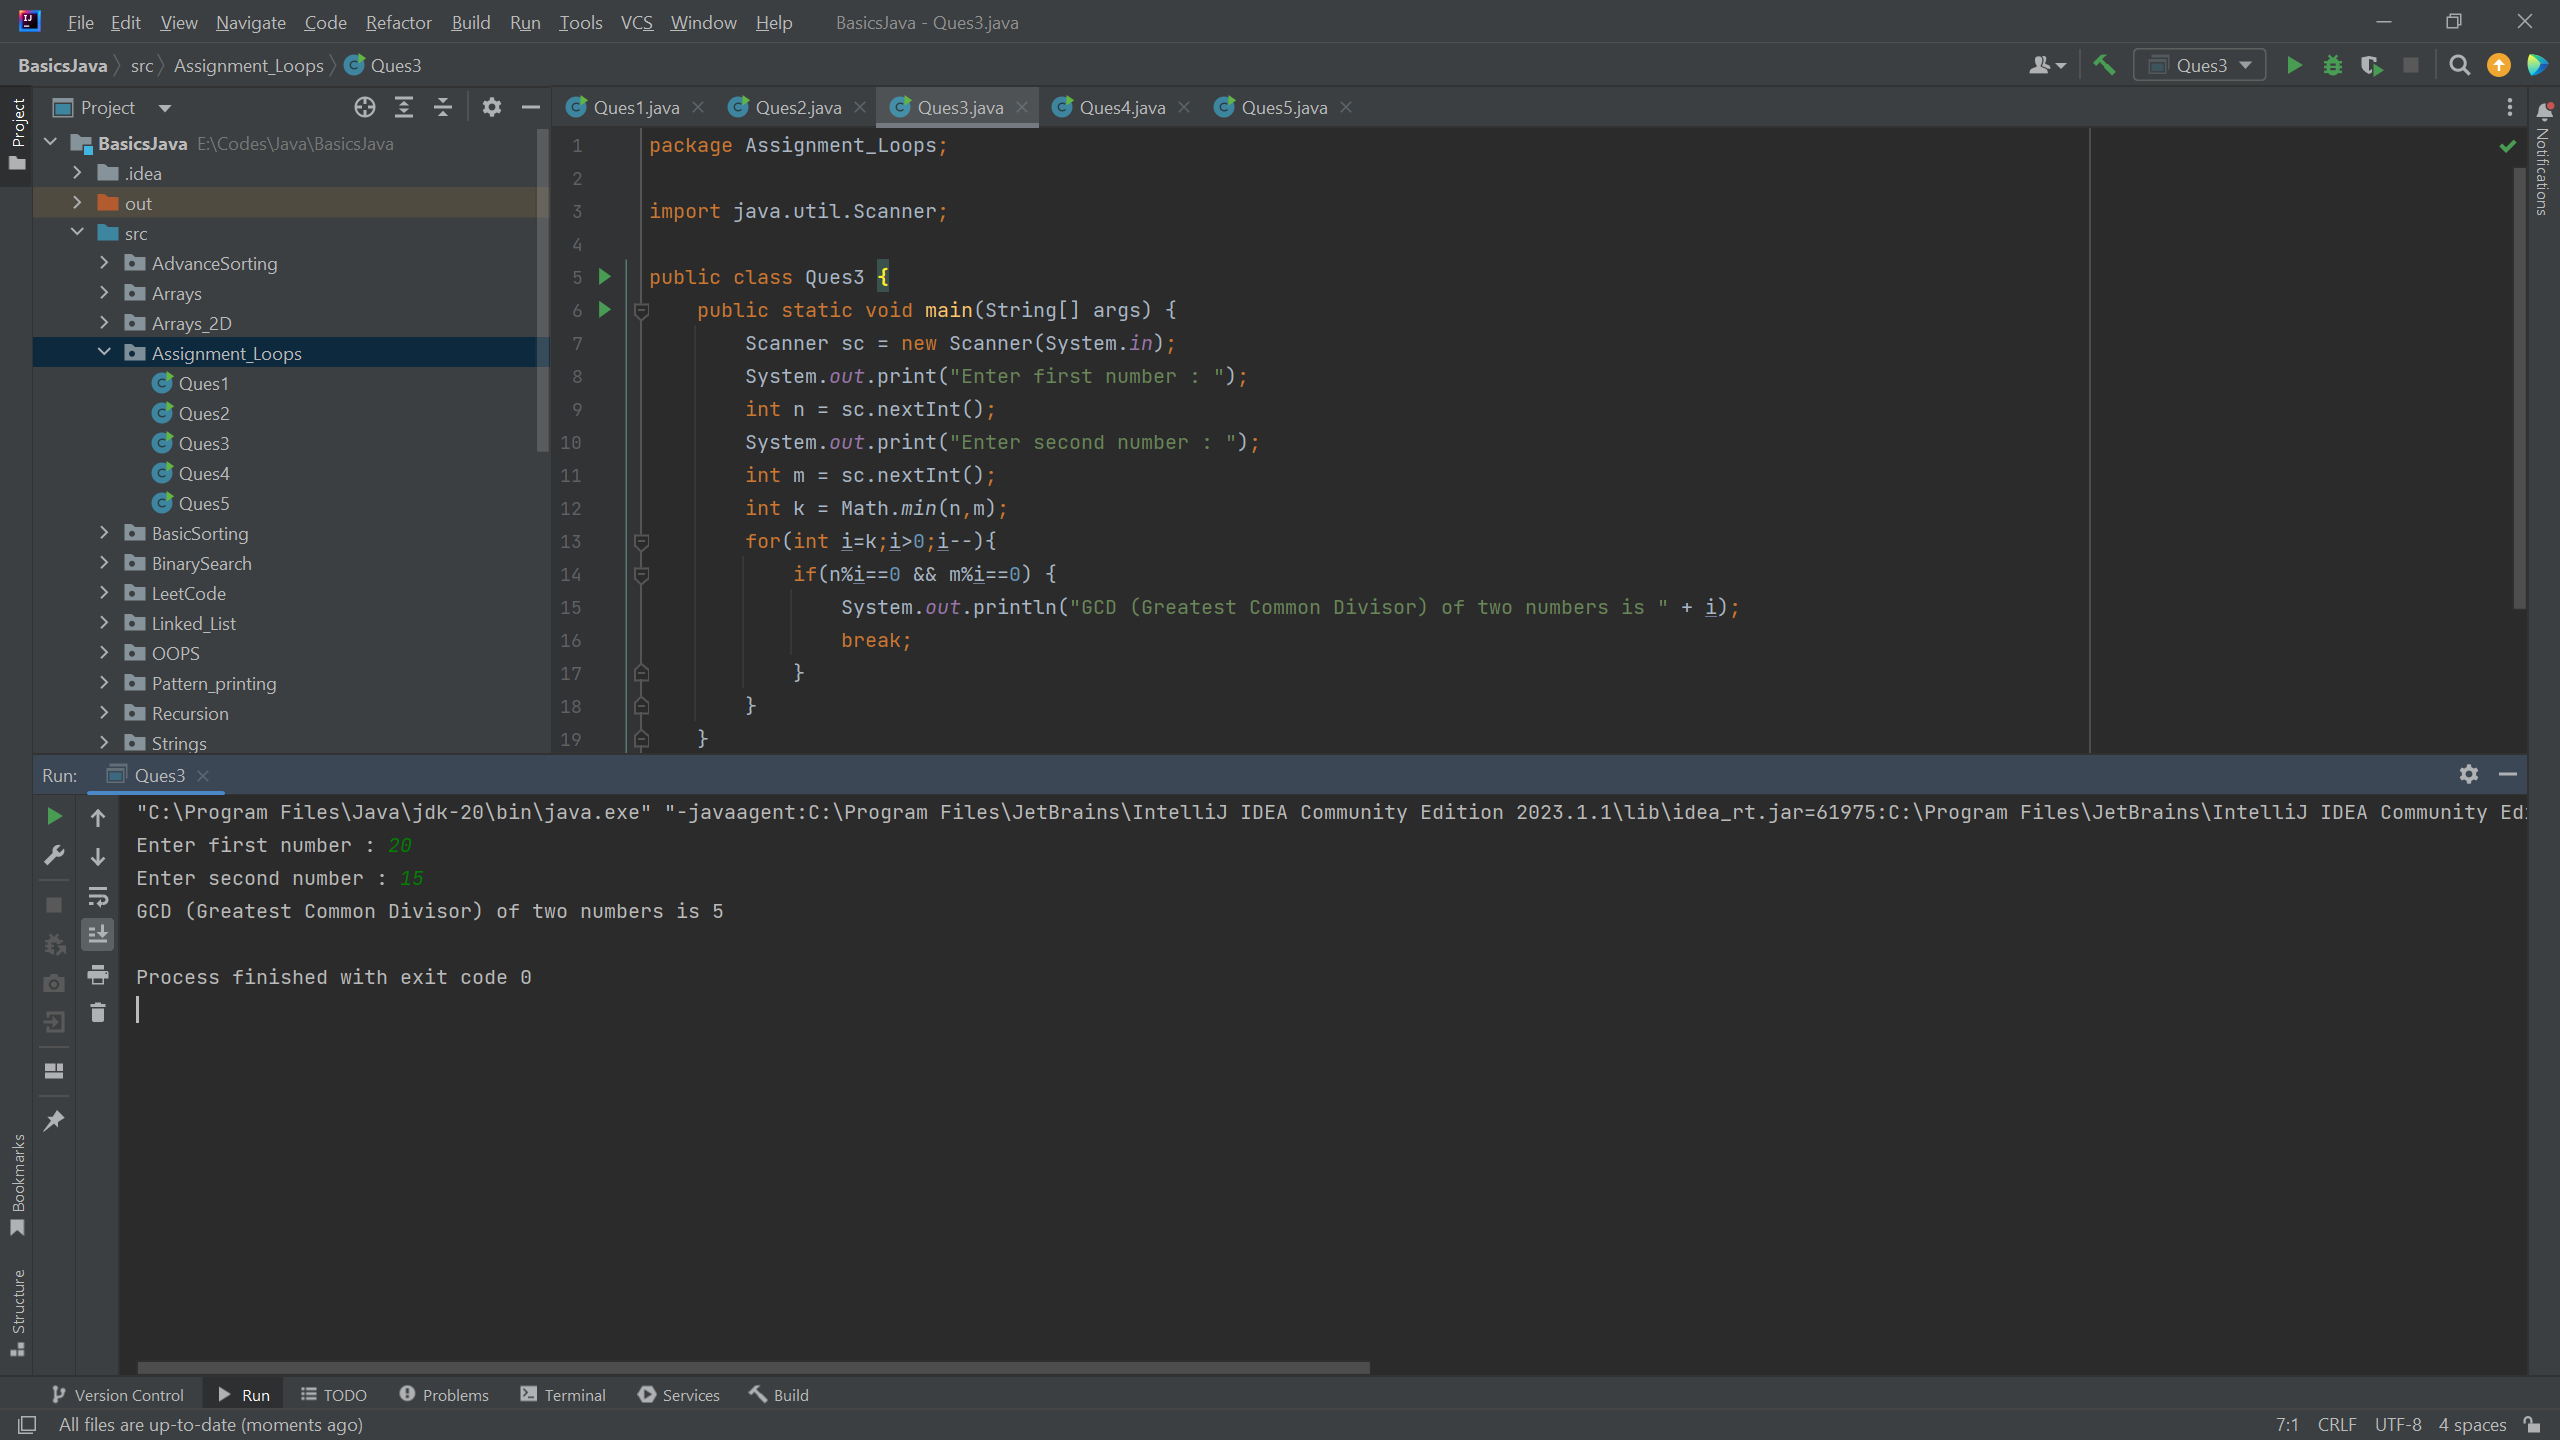 File Edit View Navigate Code Refactor Build Run Tools VCS Window Help BasicsJava - Ques3.java
BasicsJava src Assignment_Loops Ques3
Ques3
Project
Ques1.java Ques2.java Ques3.java Ques4.java Ques5.java
Project
BasicsJava E:\Codes\Java\BasicsJava
.idea
out
src
AdvanceSorting
Arrays
Arrays_2D
Assignment_Loops
Ques1
Ques2
Ques3
Ques4
Ques5
BasicSorting
BinarySearch
LeetCode
Linked_List
OOPS
Pattern_printing
Recursion
Strings
1 package Assignment_Loops;
2
3 import java.util.Scanner;
4
5 public class Ques3 {
6 public static void main(String[] args) {
7 Scanner sc = new Scanner(System.in);
8 System.out.print("Enter first number : ");
9 int n = sc.nextInt();
10 System.out.print("Enter second number : ");
11 int m = sc.nextInt();
12 int k = Math.min(n,m);
13 for(int i=k;i>0;i--){
14 if(n%i==0 && m%i==0) {
15 System.out.println("GCD (Greatest Common Divisor) of two numbers is " + i);
16 break;
17 }
18 }
19 }
Notifications
Run: Ques3
"C:\Program Files\Java\jdk-20\bin\java.exe" "-javaagent:C:\Program Files\JetBrains\IntelliJ IDEA Community Edition 2023.1.1\lib\idea_rt.jar=61975:C:\Program Files\JetBrains\IntelliJ IDEA Community Edi
Enter first number : 20
Enter second number : 15
GCD (Greatest Common Divisor) of two numbers is 5
Process finished with exit code 0
Bookmarks
Structure
Version Control Run TODO Problems Terminal Services Build
All files are up-to-date (moments ago) 7:1 CRLF UTF-8 4 spaces